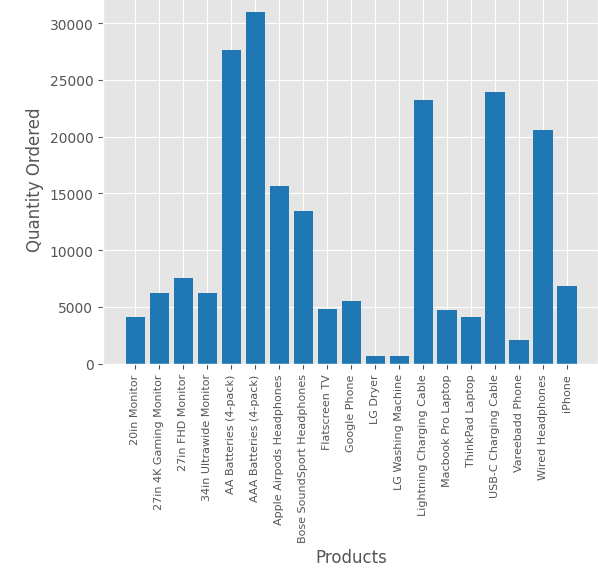 Quantity Ordered
30000
25000
20000
15000
10000
5000
0
20in Monitor
27in 4K Gaming Monitor
27in FHD Monitor
34in Ultrawide Monitor
AA Batteries (4-pack)
AAA Batteries (4-pack)
Apple Airpods Headphones
Bose SoundSport Headphones
Flatscreen TV
Google Phone
LG Dryer
LG Washing Machine
Lightning Charging Cable
Macbook Pro Laptop
ThinkPad Laptop
USB-C Charging Cable
Vareebadd Phone
Wired Headphones
iPhone
Products